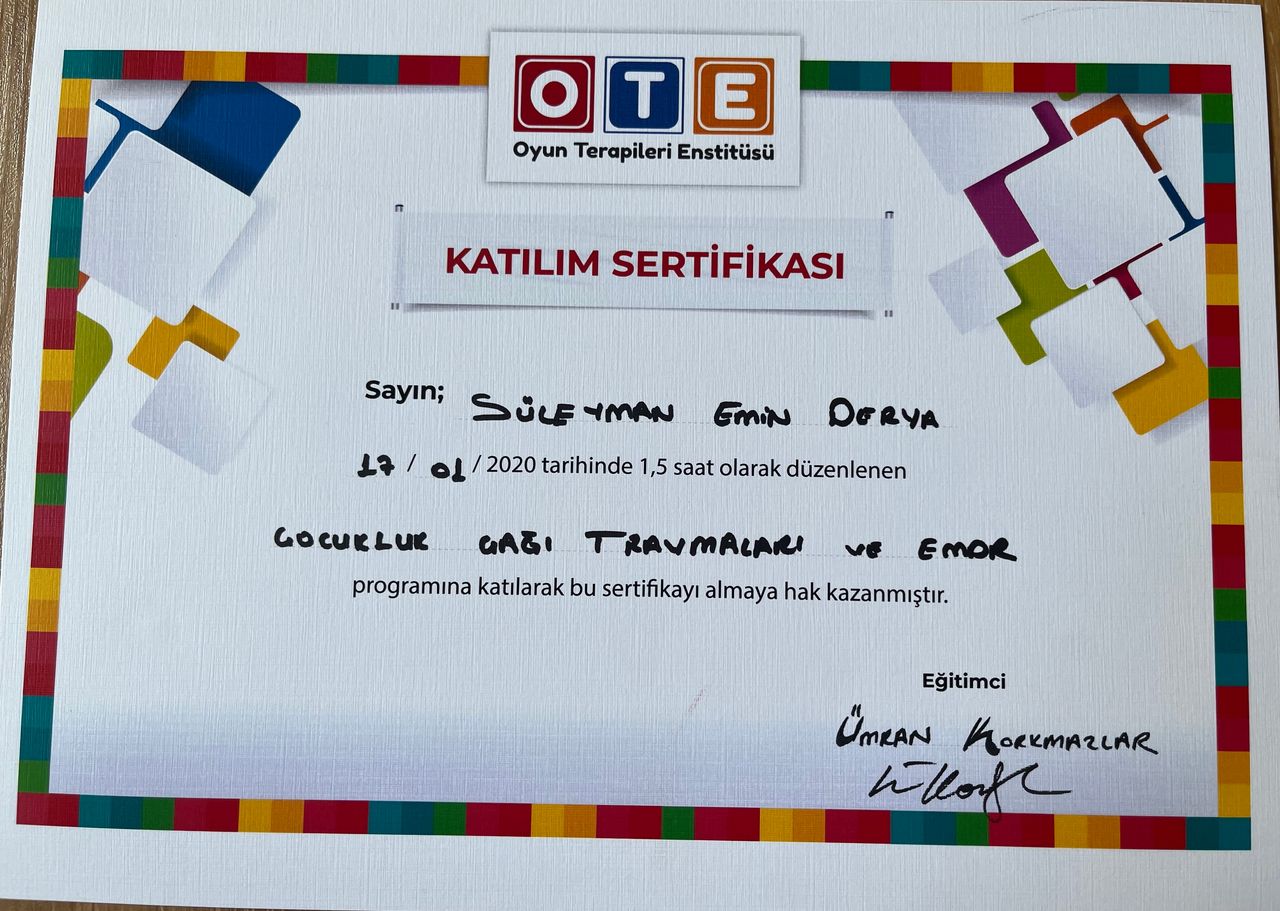 OTE
Oyun Terapileri Enstitüsü
KATILIM SERTİFİKASI
Sayın; SÜLEYMAN EMİN DERYA
17 / 01 / 2020 tarihinde 1,5 saat olarak düzenlenen
ÇOCUKLUK ÇAĞI TRAVMALARI VE EMDR
programına katılarak bu sertifikayı almaya hak kazanmıştır.
Eğitimci
ÜMRAN KORKMAZLAR